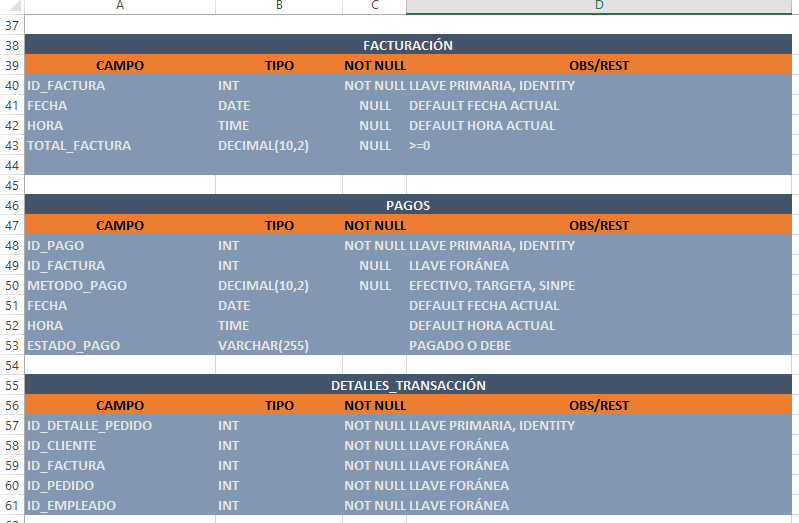 A B C D
37
38 FACTURACIÓN
39 CAMPO TIPO NOT NULL OBS/REST
40 ID_FACTURA INT NOT NULL LLAVE PRIMARIA, IDENTITY
41 FECHA DATE NULL DEFAULT FECHA ACTUAL
42 HORA TIME NULL DEFAULT HORA ACTUAL
43 TOTAL_FACTURA DECIMAL(10,2) NULL >=0
44
45
46 PAGOS
47 CAMPO TIPO NOT NULL OBS/REST
48 ID_PAGO INT NOT NULL LLAVE PRIMARIA, IDENTITY
49 ID_FACTURA INT NULL LLAVE FORÁNEA
50 METODO_PAGO DECIMAL(10,2) NULL EFECTIVO, TARGETA, SINPE
51 FECHA DATE DEFAULT FECHA ACTUAL
52 HORA TIME DEFAULT HORA ACTUAL
53 ESTADO_PAGO VARCHAR(255) PAGADO O DEBE
54
55 DETALLES_TRANSACCIÓN
56 CAMPO TIPO NOT NULL OBS/REST
57 ID_DETALLE_PEDIDO INT NOT NULL LLAVE PRIMARIA, IDENTITY
58 ID_CLIENTE INT NOT NULL LLAVE FORÁNEA
59 ID_FACTURA INT NOT NULL LLAVE FORÁNEA
60 ID_PEDIDO INT NOT NULL LLAVE FORÁNEA
61 ID_EMPLEADO INT NOT NULL LLAVE FORÁNEA